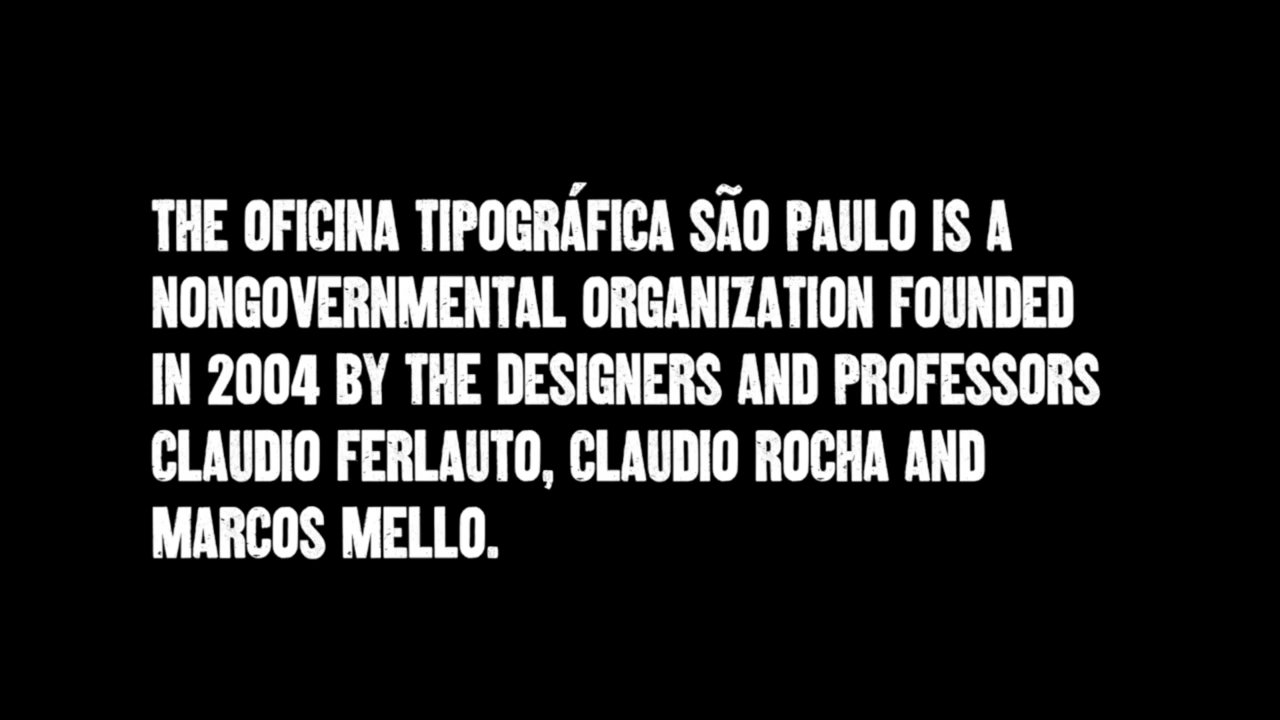 THE OFICINA TIPOGRÁFICA SÃO PAULO IS A
NONGOVERNMENTAL ORGANIZATION FOUNDED
IN 2004 BY THE DESIGNERS AND PROFESSORS
CLAUDIO FERLAUTO, CLAUDIO ROCHA AND
MARCOS MELLO.